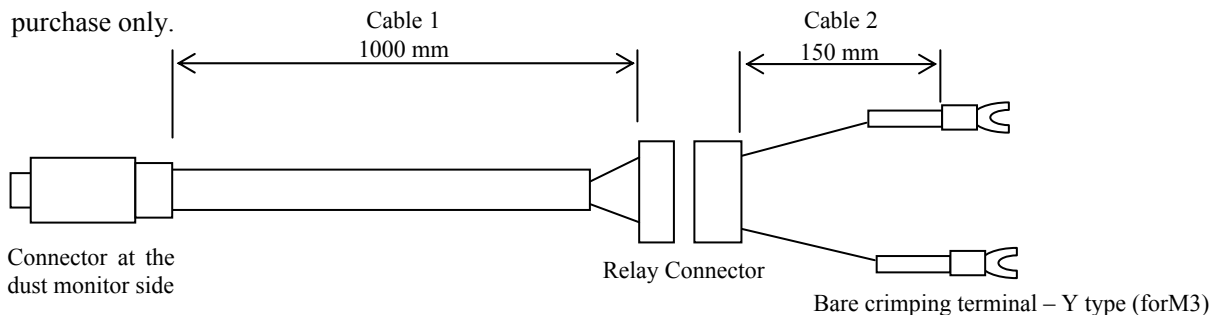 purchase only.
Cable 1
1000 mm
Cable 2
150 mm
Connector at the
dust monitor side
Relay Connector
Bare crimping terminal – Y type (forM3)